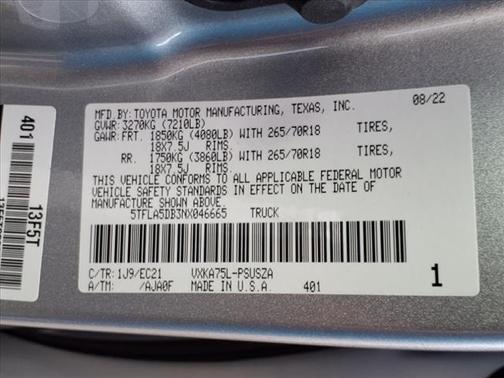 MFD. BY: TOYOTA MOTOR MANUFACTURING, TEXAS, INC. 08/22
GVWR: 3270KG (7210LB)
GAWR: FRT. 1850KG (4080LB) WITH 265/70R18 TIRES,
18X7.5J RIMS.
RR. 1750KG (3860LB) WITH 265/70R18 TIRES,
18X7.5J RIMS.
THIS VEHICLE CONFORMS TO ALL APPLICABLE FEDERAL MOTOR
VEHICLE SAFETY STANDARDS IN EFFECT ON THE DATE OF
MANUFACTURE SHOWN ABOVE.
5TFLA5DB3NX046665 TRUCK
C/TR: 1J9/EC21 VXKA75L-PSUSZA
A/TM: /AJA0F MADE IN U.S.A. 401
1
401
13F5T